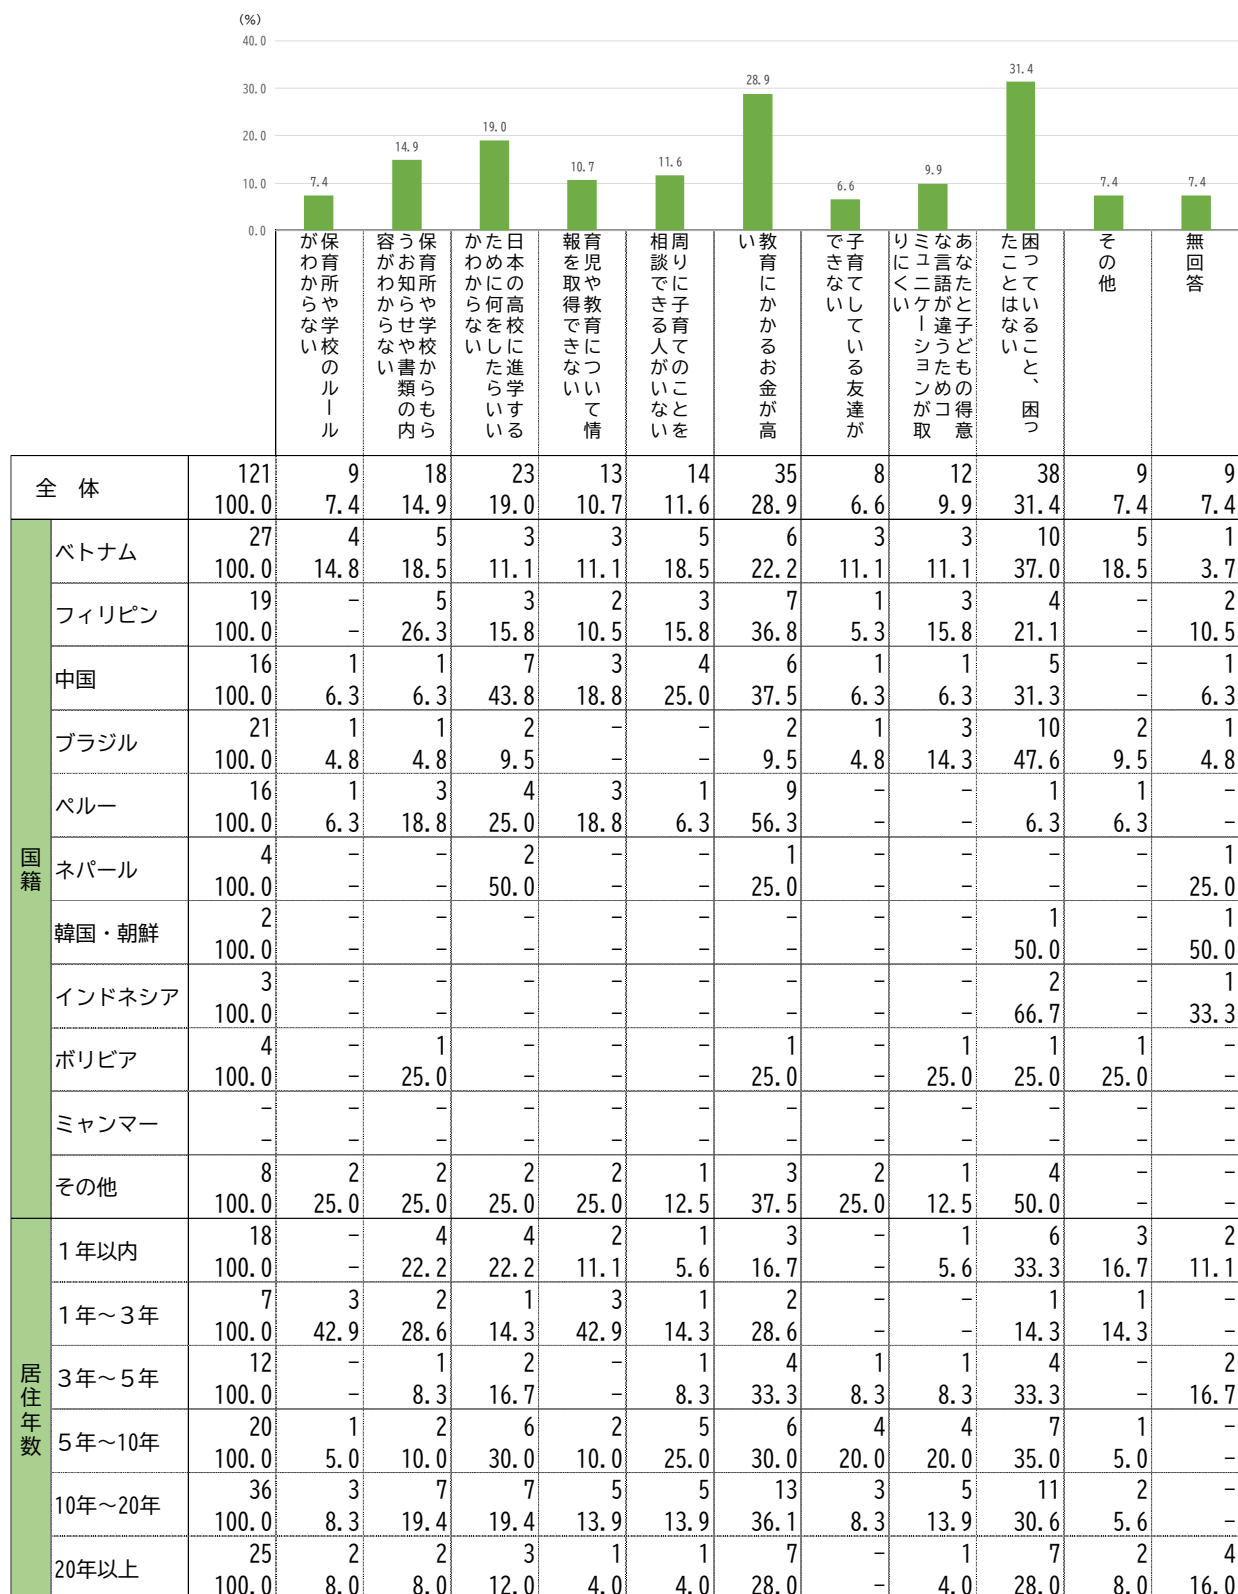 (%)
40.0
30.0
20.0
10.0
0.0
7.4
14.9
19.0
10.7
11.6
28.9
6.6
9.9
31.4
7.4
7.4
保育所や学校のルール
がわからない
保育所や学校からもら
うお知らせや書類の内
容がわからない
日本の高校に進学する
ために何をしたらいい
かわからない
育児や教育について情
報を取得できない
周りに子育てのことを
相談できる人がいない
教育にかかるお金が高
い
子育てしている友達が
できない
あなたと子どもの得意
な言語が違うためコ
ミュニケーションが取
りにくい
困っていること、困っ
たことはない
その他
無回答
全 体
121 9 18 23 13 14 35 8 12 38 9 9
100.0 7.4 14.9 19.0 10.7 11.6 28.9 6.6 9.9 31.4 7.4 7.4
国籍
ベトナム
27 4 5 3 3 5 6 3 3 10 5 1
100.0 14.8 18.5 11.1 11.1 18.5 22.2 11.1 11.1 37.0 18.5 3.7
フィリピン
19 － 5 3 2 3 7 1 3 4 － 2
100.0 － 26.3 15.8 10.5 15.8 36.8 5.3 15.8 21.1 － 10.5
中国
16 1 1 7 3 4 6 1 1 5 － 1
100.0 6.3 6.3 43.8 18.8 25.0 37.5 6.3 6.3 31.3 － 6.3
ブラジル
21 1 1 2 － － 2 1 3 10 2 1
100.0 4.8 4.8 9.5 － － 9.5 4.8 14.3 47.6 9.5 4.8
ペルー
16 1 3 4 3 1 9 － － 1 1 －
100.0 6.3 18.8 25.0 18.8 6.3 56.3 － － 6.3 6.3 －
ネパール
4 － － 2 － － 1 － － － － 1
100.0 － － 50.0 － － 25.0 － － － － 25.0
韓国・朝鮮
2 － － － － － － － － 1 － 1
100.0 － － － － － － － － 50.0 － 50.0
インドネシア
3 － － － － － － － － 2 － 1
100.0 － － － － － － － － 66.7 － 33.3
ボリビア
4 － 1 － － － 1 － 1 1 1 －
100.0 － 25.0 － － － 25.0 － 25.0 25.0 25.0 －
ミャンマー
－ － － － － － － － － － － －
－ － － － － － － － － － － －
その他
8 2 2 2 2 1 3 2 1 4 － －
100.0 25.0 25.0 25.0 25.0 12.5 37.5 25.0 12.5 50.0 － －
居住年数
１年以内
18 － 4 4 2 1 3 － 1 6 3 2
100.0 － 22.2 22.2 11.1 5.6 16.7 － 5.6 33.3 16.7 11.1
１年～３年
7 3 2 1 3 1 2 － － 1 1 －
100.0 42.9 28.6 14.3 42.9 14.3 28.6 － － 14.3 14.3 －
３年～５年
12 － 1 2 － 1 4 1 1 4 － 2
100.0 － 8.3 16.7 － 8.3 33.3 8.3 8.3 33.3 － 16.7
５年～10年
20 1 2 6 2 5 6 4 4 7 1 －
100.0 5.0 10.0 30.0 10.0 25.0 30.0 20.0 20.0 35.0 5.0 －
10年～20年
36 3 7 7 5 5 13 3 5 11 2 －
100.0 8.3 19.4 19.4 13.9 13.9 36.1 8.3 13.9 30.6 5.6 －
20年以上
25 2 2 3 1 1 7 － 1 7 2 4
100.0 8.0 8.0 12.0 4.0 4.0 28.0 － 4.0 28.0 8.0 16.0